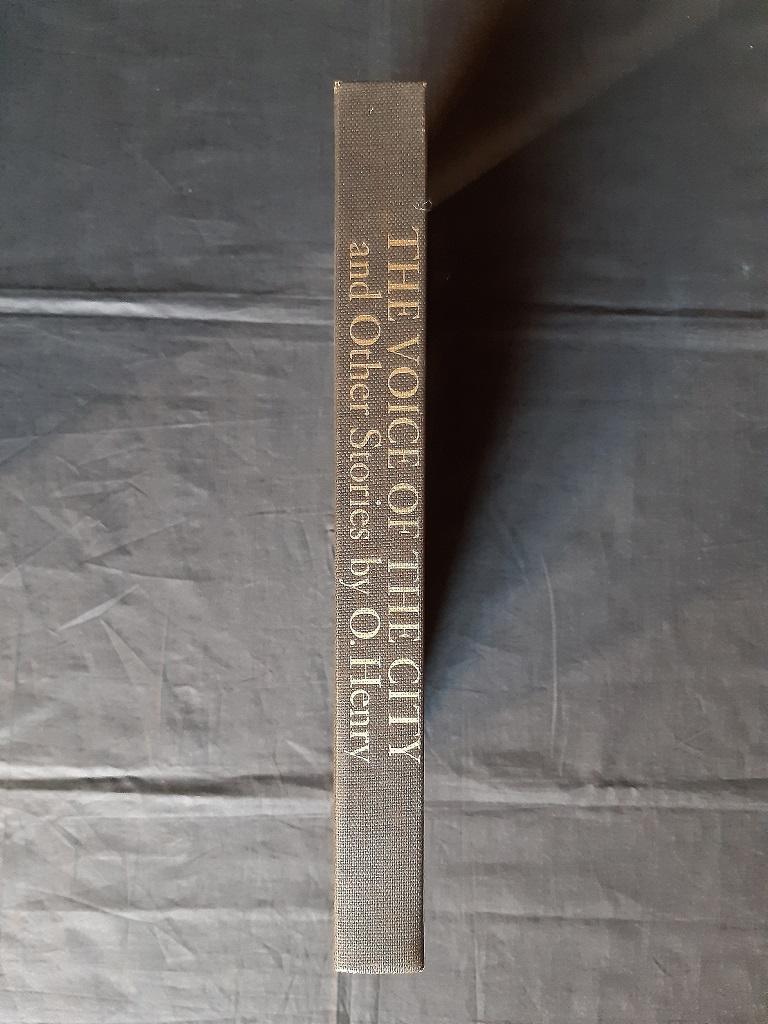 THE VOICE OF THE CITY
and Other Stories by O. Henry